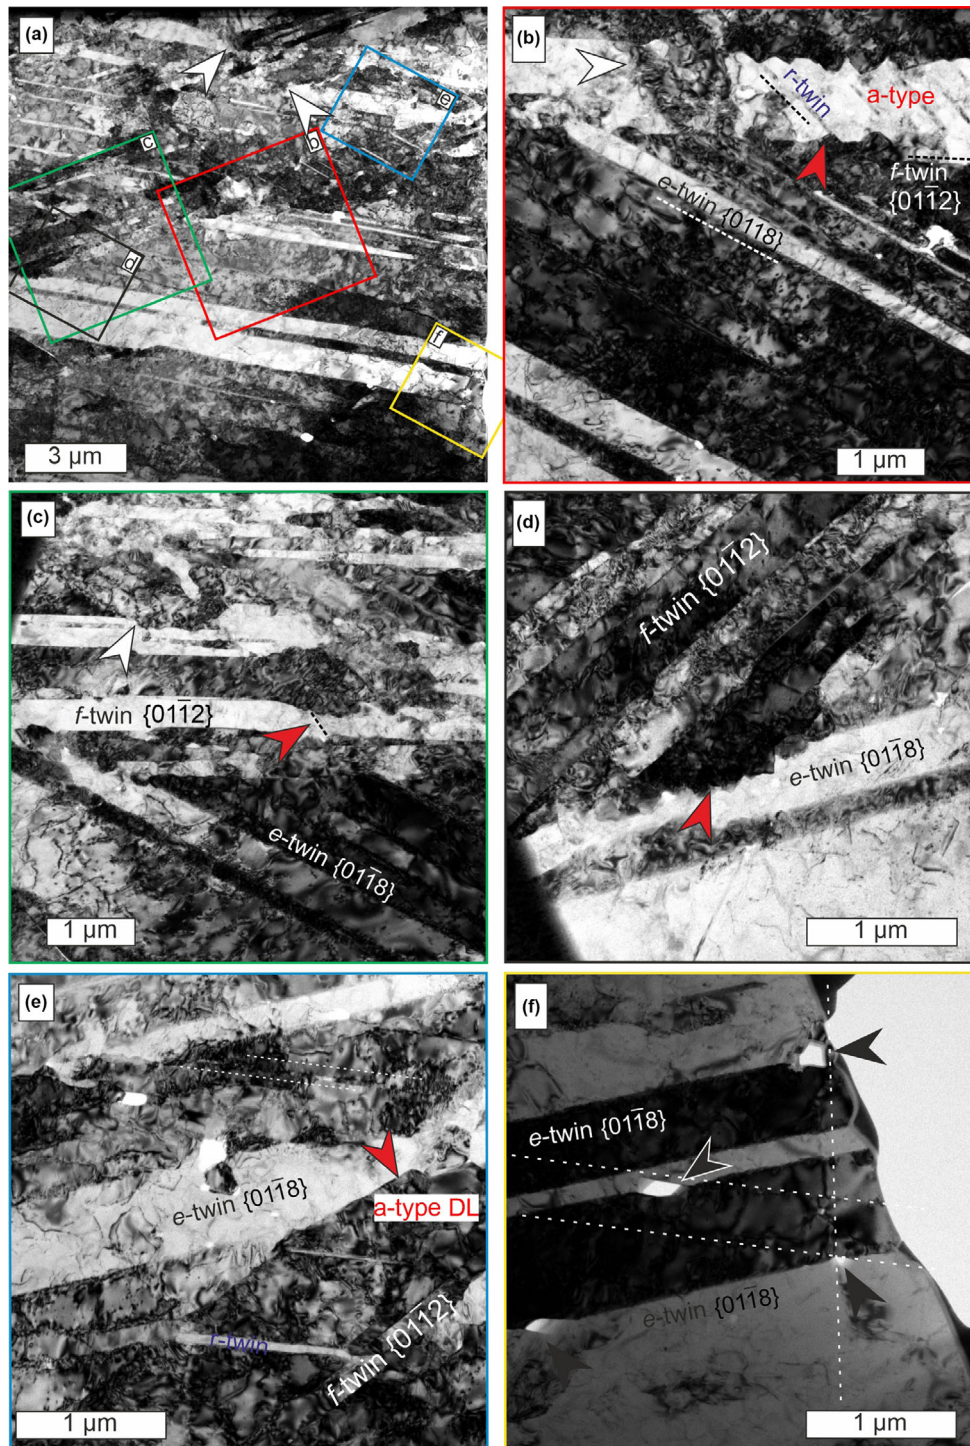 (a)
e
b
c
d
f
3 µm
(b)
r-twin
a-type
f-twin
{011̅2}
e-twin {0118}
1 µm
(c)
f-twin {011̅2}
e-twin {011̅8}
1 µm
(d)
f-twin {011̅2}
e-twin {011̅8}
1 µm
(e)
e-twin {011̅8}
a-type DL
r-twin
f-twin {011̅2}
1 µm
(f)
e-twin {011̅8}
e-twin {011̅8}
1 µm